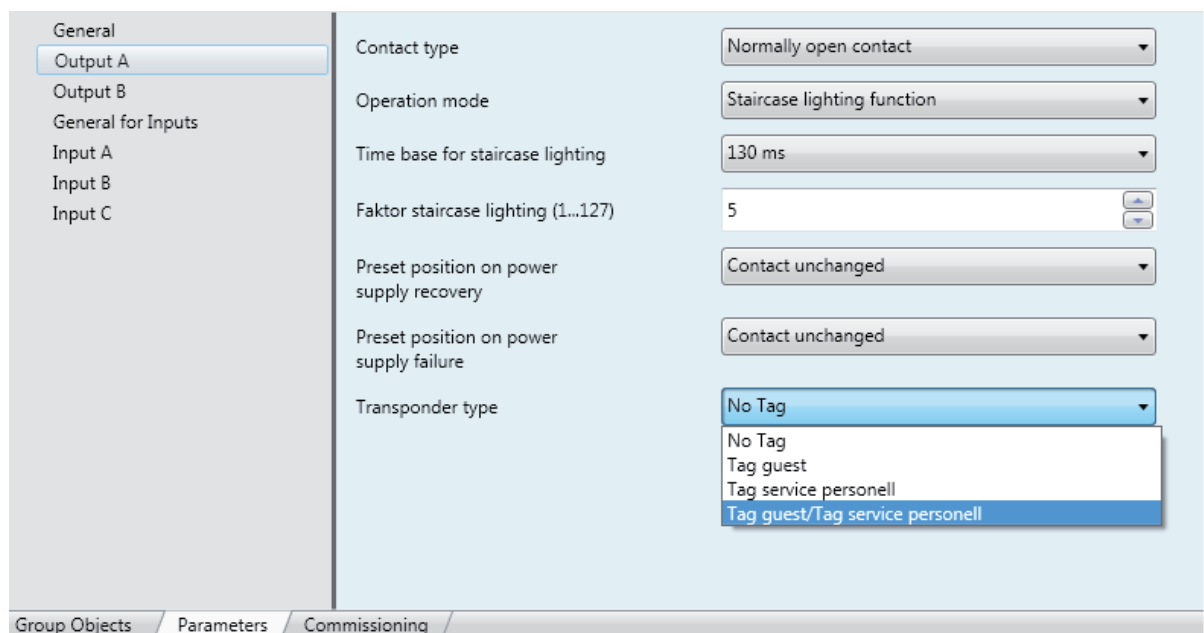 General
Output A
Output B
General for Inputs
Input A
Input B
Input C
Contact type
Normally open contact
Operation mode
Staircase lighting function
Time base for staircase lighting
130 ms
Faktor staircase lighting (1...127)
5
Preset position on power
supply recovery
Contact unchanged
Preset position on power
supply failure
Contact unchanged
Transponder type
No Tag
No Tag
Tag guest
Tag service personell
Tag guest/Tag service personell
Group Objects
Parameters
Commissioning